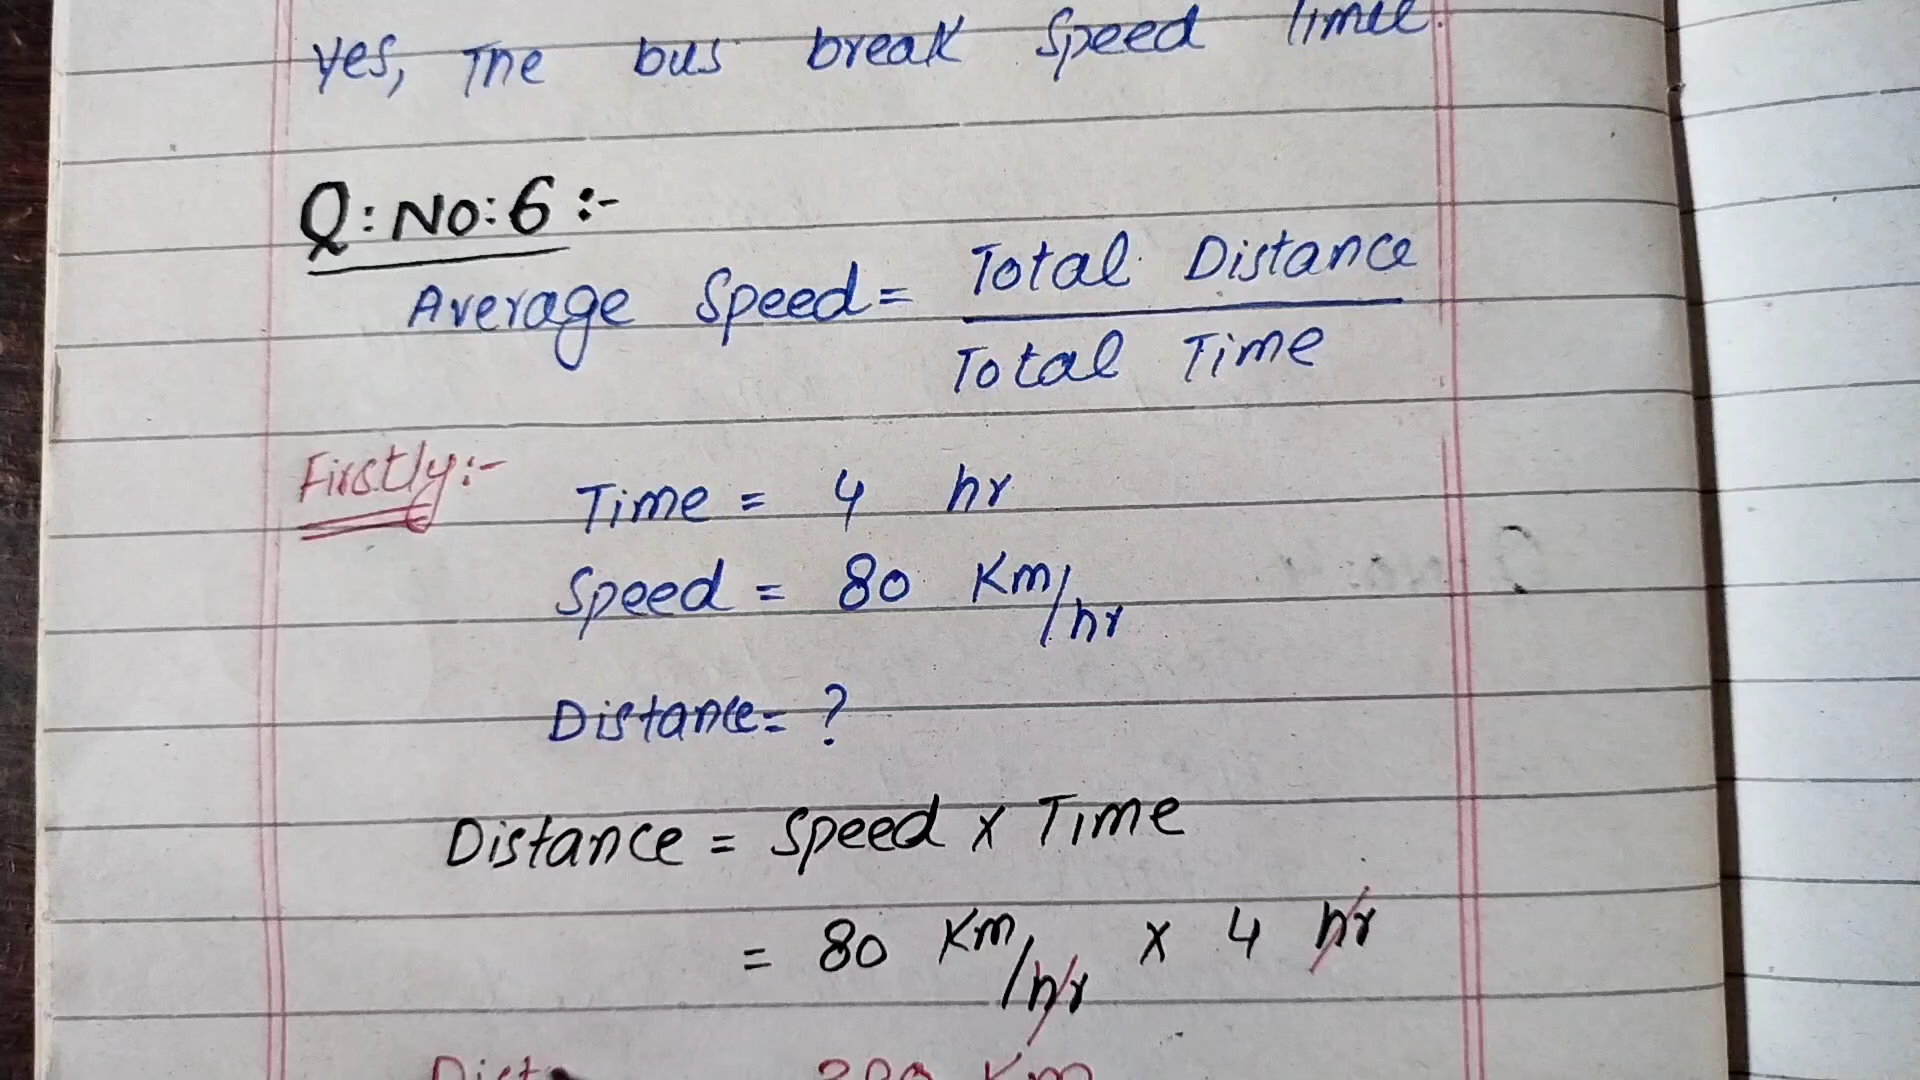 Yes, The bus break speed
Q:No:6:-
Average Speed = Total Distance
Total Time
Firstly:-
Time = 4 hr
Speed = 80 Km/hr
Distance = ?
Distance = Speed x Time
= 80 Km/hr x 4 hr
Km